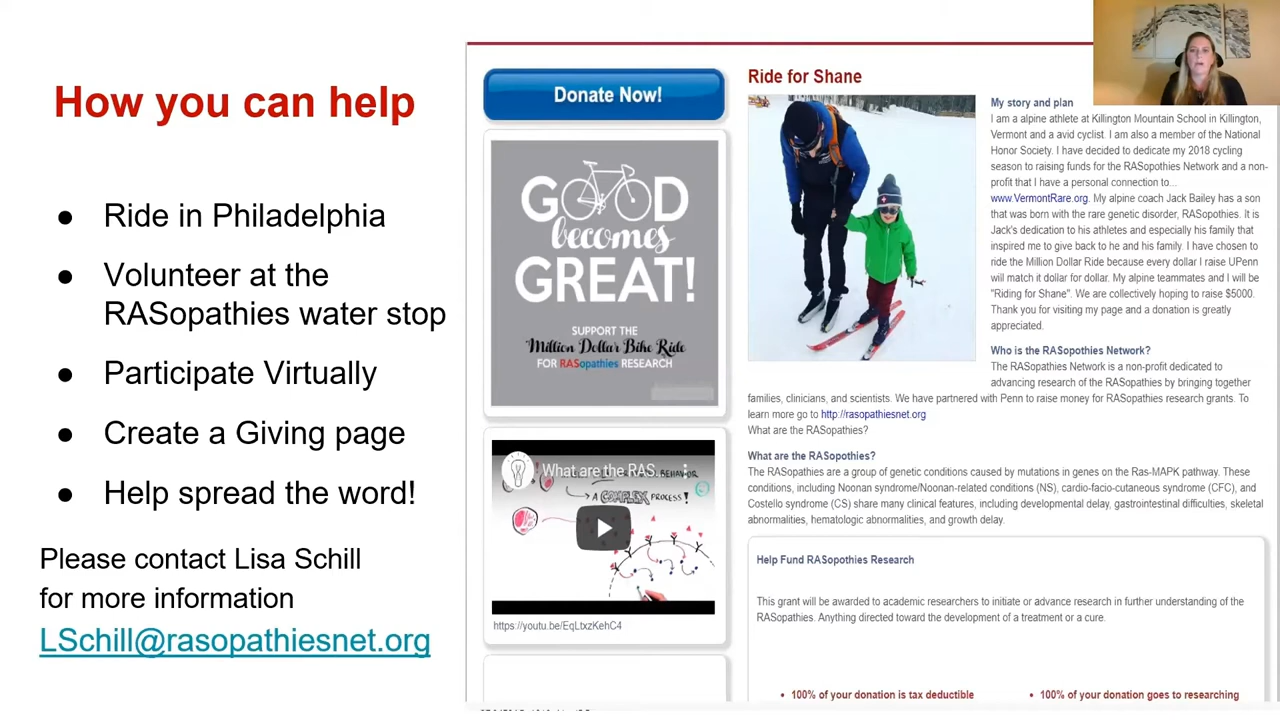 How you can help
● Ride in Philadelphia
● Volunteer at the
RASopathies water stop
● Participate Virtually
● Create a Giving page
● Help spread the word!
Please contact Lisa Schill
for more information
LSchill@rasopathiesnet.org
Donate Now!
GOOD
becomes
GREAT!
SUPPORT THE
Million Dollar Bike Ride
FOR RASopathies RESEARCH
What are the RAS...
BEHAVIOR
A COMPLEX PROCESS!
https://youtu.be/EqLtxzKehC4
Ride for Shane
My story and plan
I am a alpine athlete at Killington Mountain School in Killington,
Vermont and a avid cyclist. I am also a member of the National
Honor Society. I have decided to dedicate my 2018 cycling
season to raising funds for the RASopothies Network and a non-
profit that I have a personal connection to...
www.VermontRare.org. My alpine coach Jack Bailey has a son
that was born with the rare genetic disorder, RASopothies. It is
Jack's dedication to his athletes and especially his family that
inspired me to give back to he and his family. I have chosen to
ride the Million Dollar Ride because every dollar I raise UPenn
will match it dollar for dollar. My alpine teammates and I will be
"Riding for Shane". We are collectively hoping to raise $5000.
Thank you for visiting my page and a donation is greatly
appreciated.
Who is the RASopothies Network?
The RASopothies Network is a non-profit dedicated to
advancing research of the RASopathies by bringing together
families, clinicians, and scientists. We have partnered with Penn to raise money for RASopathies research grants. To
learn more go to http://rasopathiesnet.org
What are the RASopathies?
What are the RASopothies?
The RASopathies are a group of genetic conditions caused by mutations in genes on the Ras-MAPK pathway. These
conditions, including Noonan syndrome/Noonan-related conditions (NS), cardio-facio-cutaneous syndrome (CFC), and
Costello syndrome (CS) share many clinical features, including developmental delay, gastrointestinal difficulties, skeletal
abnormalities, hematologic abnormalities, and growth delay.
Help Fund RASopothies Research
This grant will be awarded to academic researchers to initiate or advance research in further understanding of the
RASopathies. Anything directed toward the development of a treatment or a cure.
• 100% of your donation is tax deductible
• 100% of your donation goes to researching